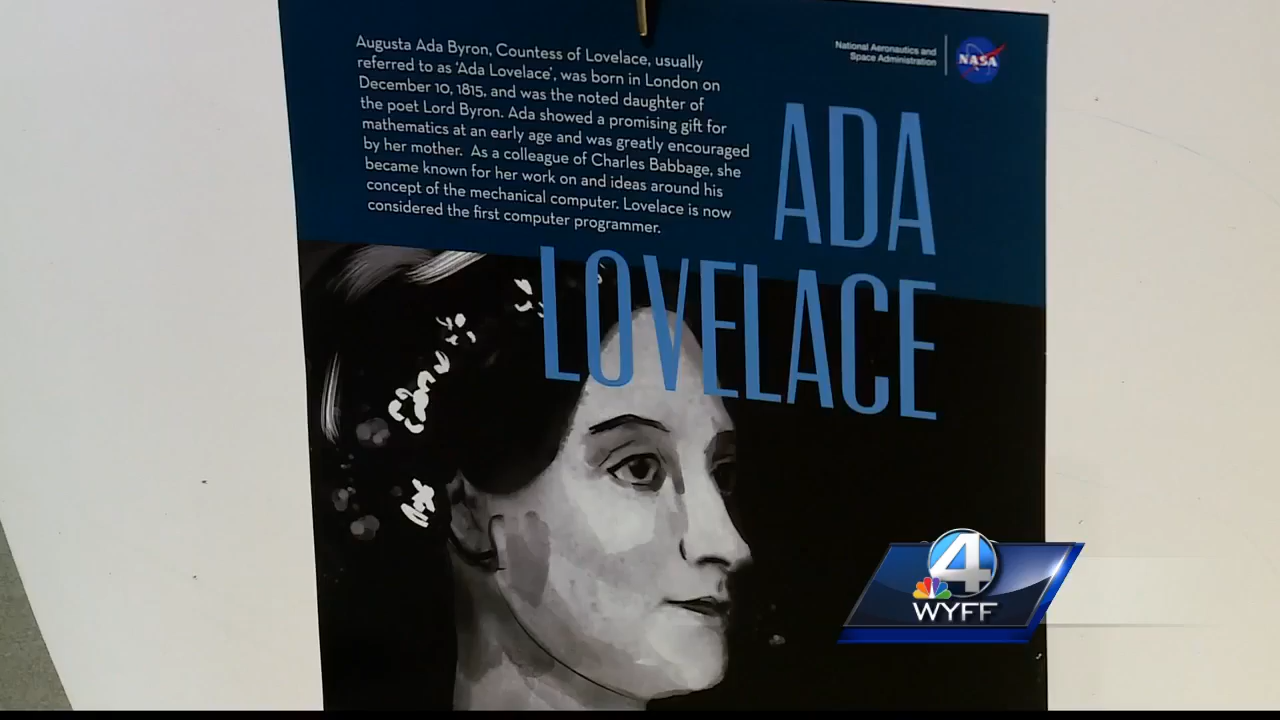 Augusta Ada Byron, Countess of Lovelace, usually
referred to as 'Ada Lovelace', was born in London on
December 10, 1815, and was the noted daughter of
the poet Lord Byron. Ada showed a promising gift for
mathematics at an early age and was greatly encouraged
by her mother. As a colleague of Charles Babbage, she
became known for her work on and ideas around his
concept of the mechanical computer. Lovelace is now
considered the first computer programmer.
National Aeronautics and
Space Administration
NASA
ADA
LOVELACE
4
WYFF